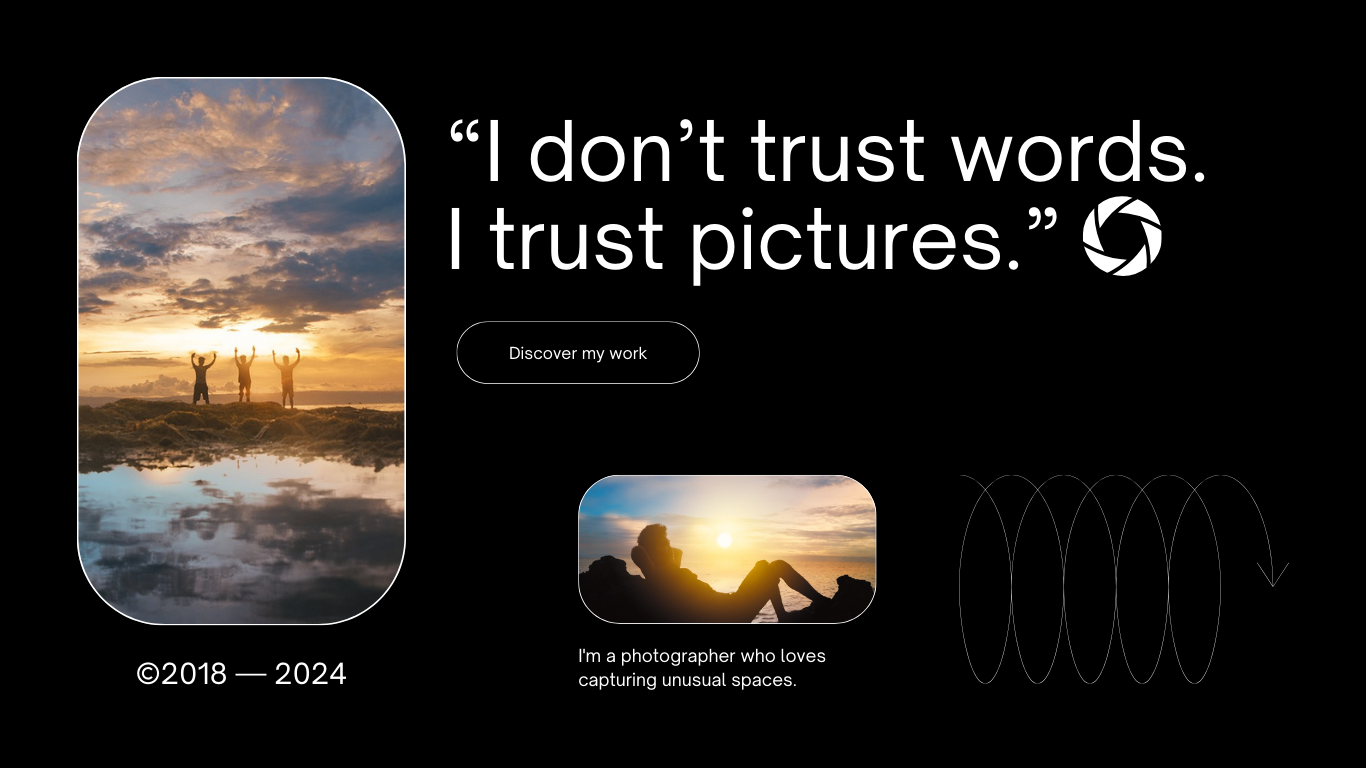 “I don’t trust words.
I trust pictures.”
Discover my work
I'm a photographer who loves
capturing unusual spaces.
©2018 — 2024